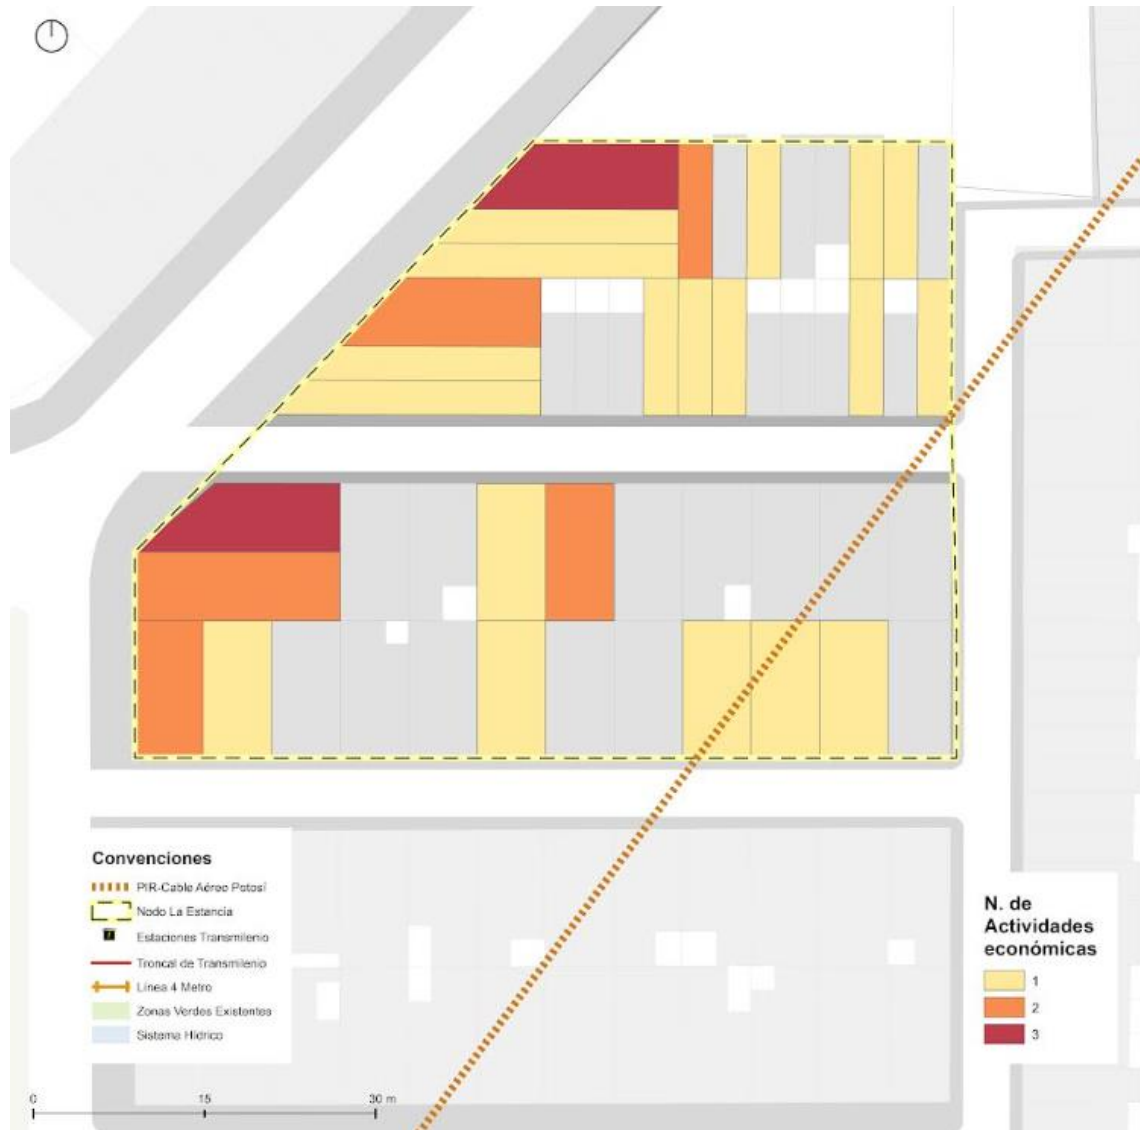 Convenciones
PIR-Cable Aéreo Potosí
Nodo La Estancia
Estaciones Transmilenio
Troncal de Transmilenio
Línea 4 Metro
Zonas Verdes Existentes
Sistema Hídrico
N. de
Actividades
económicas
1
2
3
0 15 30 m